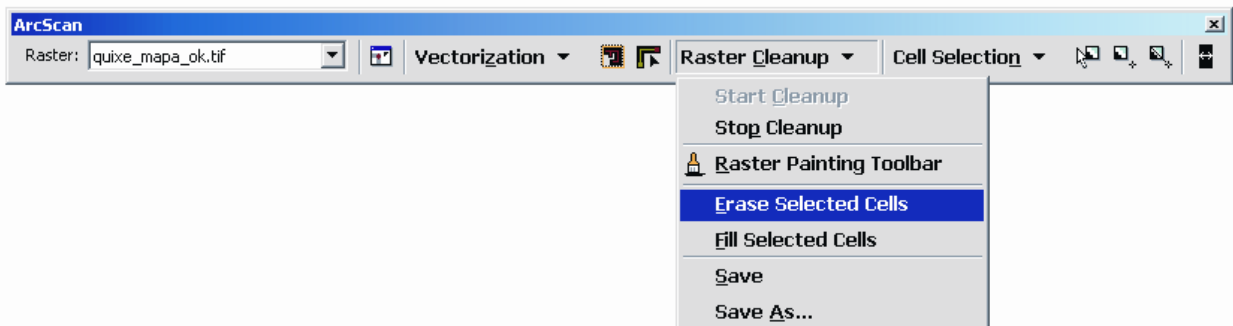 ArcScan
Raster: quixe_mapa_ok.tif Vectorization Raster Cleanup Cell Selection
Start Cleanup
Stop Cleanup
Raster Painting Toolbar
Erase Selected Cells
Fill Selected Cells
Save
Save As...